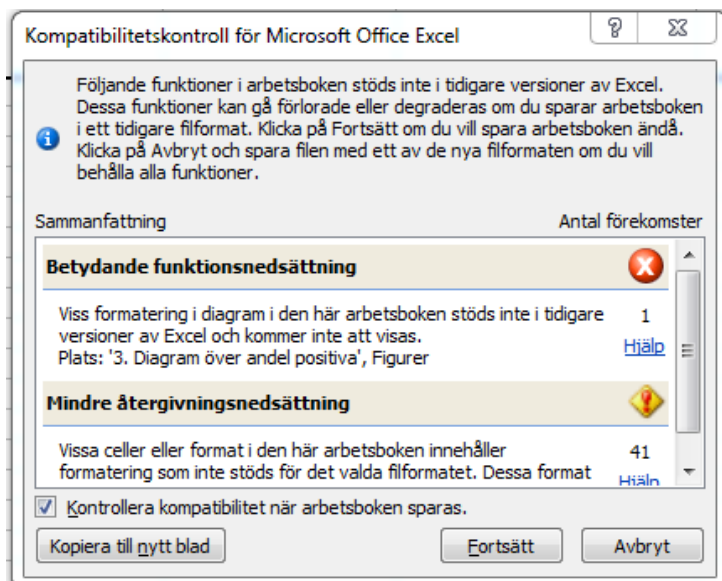 Kompatibilitetskontroll för Microsoft Office Excel
Följande funktioner i arbetsboken stöds inte i tidigare versioner av Excel.
Dessa funktioner kan gå förlorade eller degraderas om du sparar arbetsboken
i ett tidigare filformat. Klicka på Fortsätt om du vill spara arbetsboken ändå.
Klicka på Avbryt och spara filen med ett av de nya filformaten om du vill
behålla alla funktioner.
Sammanfattning Antal förekomster
Betydande funktionsnedsättning
Viss formatering i diagram i den här arbetsboken stöds inte i tidigare 1
versioner av Excel och kommer inte att visas. Hjälp
Plats: '3. Diagram över andel positiva', Figurer
Mindre återgivningsnedsättning
Vissa celler eller format i den här arbetsboken innehåller 41
formatering som inte stöds för det valda filformatet. Dessa format Hjälp
Kontrollera kompatibilitet när arbetsboken sparas.
Kopiera till nytt blad Fortsätt Avbryt